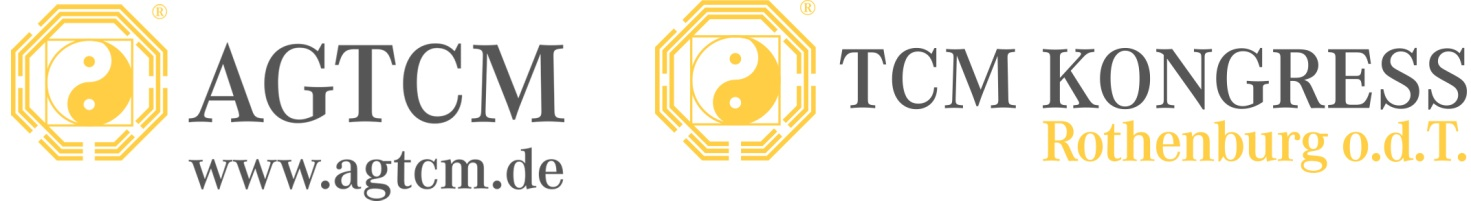 ® AGTCM
www.agtcm.de
® TCM KONGRESS
Rothenburg o.d.T.